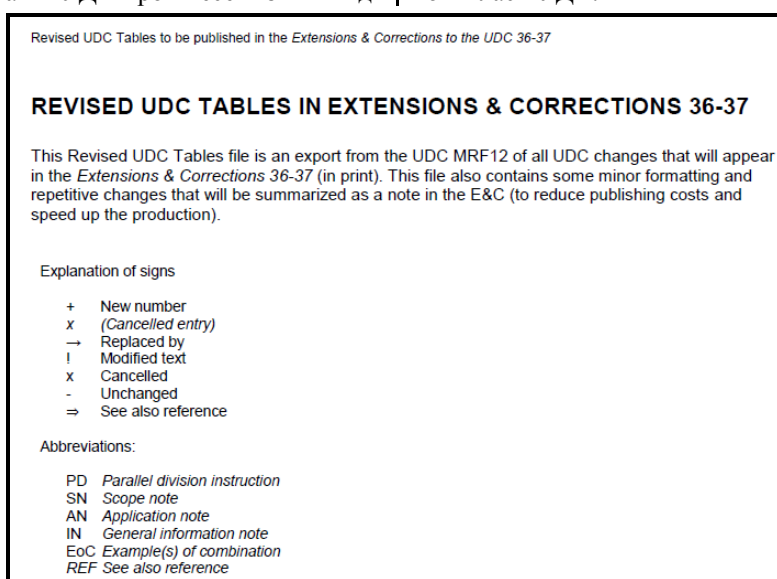 Revised UDC Tables to be published in the Extensions & Corrections to the UDC 36-37
REVISED UDC TABLES IN EXTENSIONS & CORRECTIONS 36-37
This Revised UDC Tables file is an export from the UDC MRF12 of all UDC changes that will appear
in the Extensions & Corrections 36-37 (in print). This file also contains some minor formatting and
repetitive changes that will be summarized as a note in the E&C (to reduce publishing costs and
speed up the production).
Explanation of signs
+ New number
x (Cancelled entry)
→ Replaced by
! Modified text
x Cancelled
- Unchanged
⇒ See also reference
Abbreviations:
PD Parallel division instruction
SN Scope note
AN Application note
IN General information note
EoC Example(s) of combination
REF See also reference